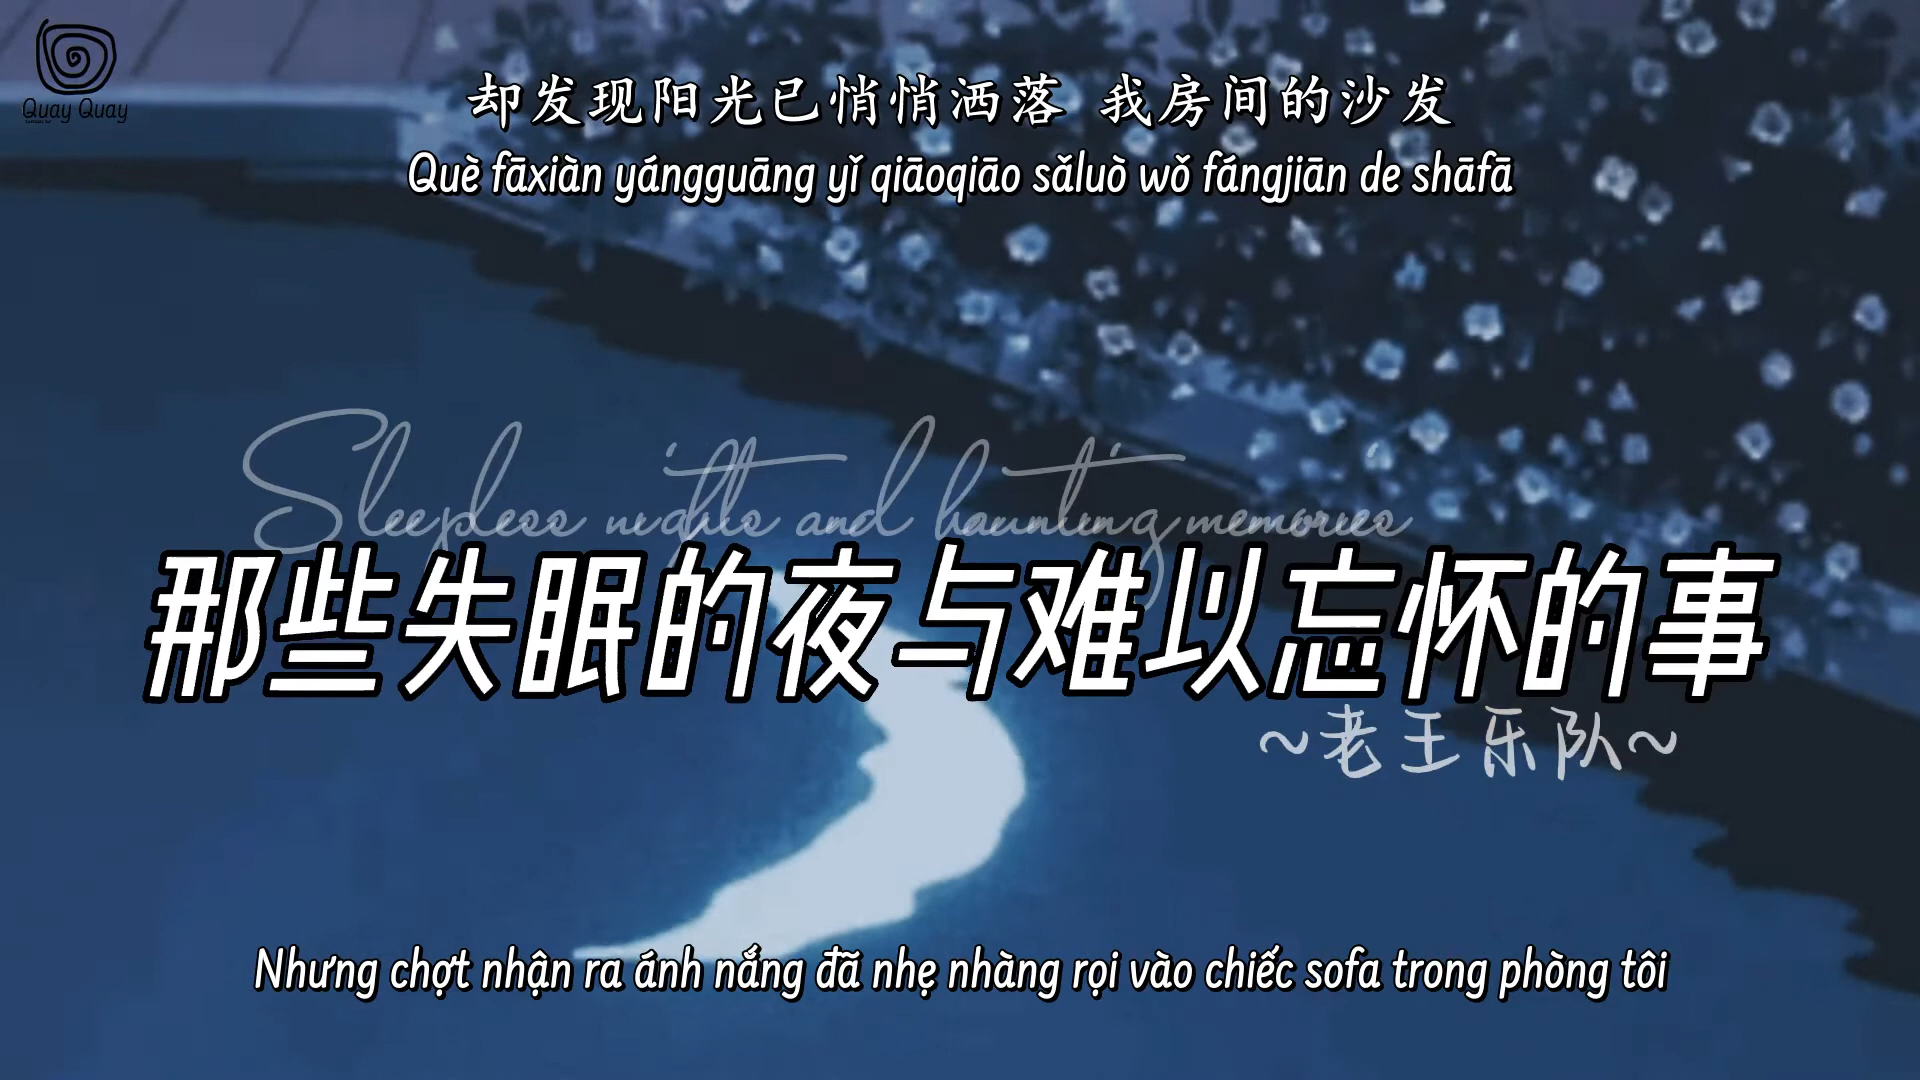 Quay Quay
却发现阳光已悄悄洒落 我房间的沙发
Què fāxiàn yángguāng yǐ qiāoqiāo sǎluò wǒ fángjiān de shāfā
Sleepless nights and haunting memories
那些失眠的夜与难以忘怀的事
~老王乐队~
Nhưng chợt nhận ra ánh nắng đã nhẹ nhàng rọi vào chiếc sofa trong phòng tôi